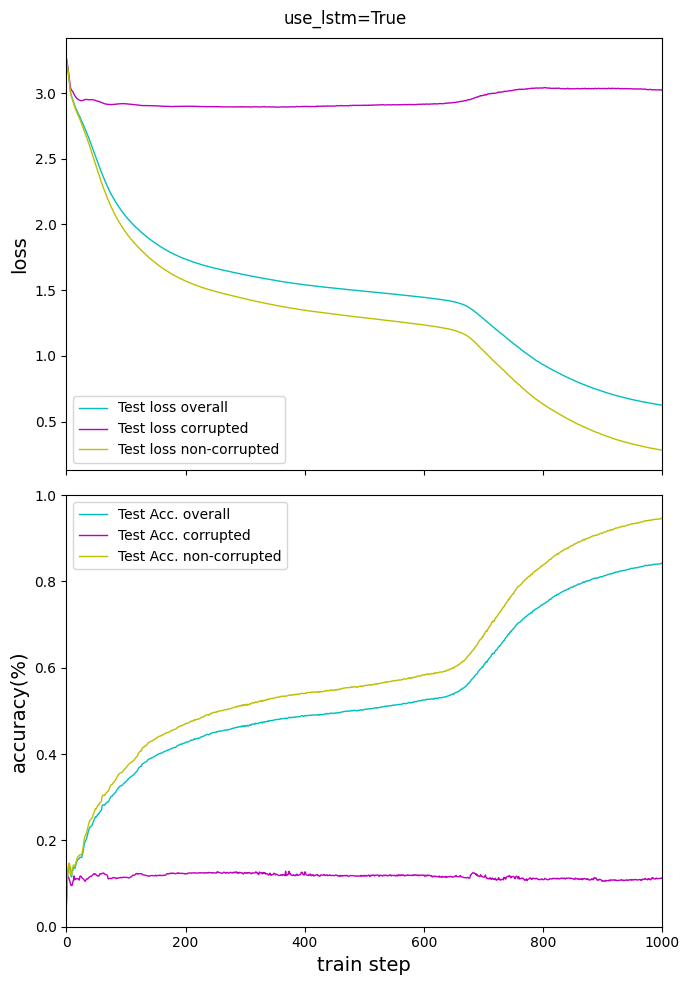 use_lstm=True
3.0
2.5
2.0
1.5
1.0
0.5
loss
Test loss overall
Test loss corrupted
Test loss non-corrupted
1.0
0.8
0.6
0.4
0.2
0.0
accuracy(%)
Test Acc. overall
Test Acc. corrupted
Test Acc. non-corrupted
0 200 400 600 800 1000
train step